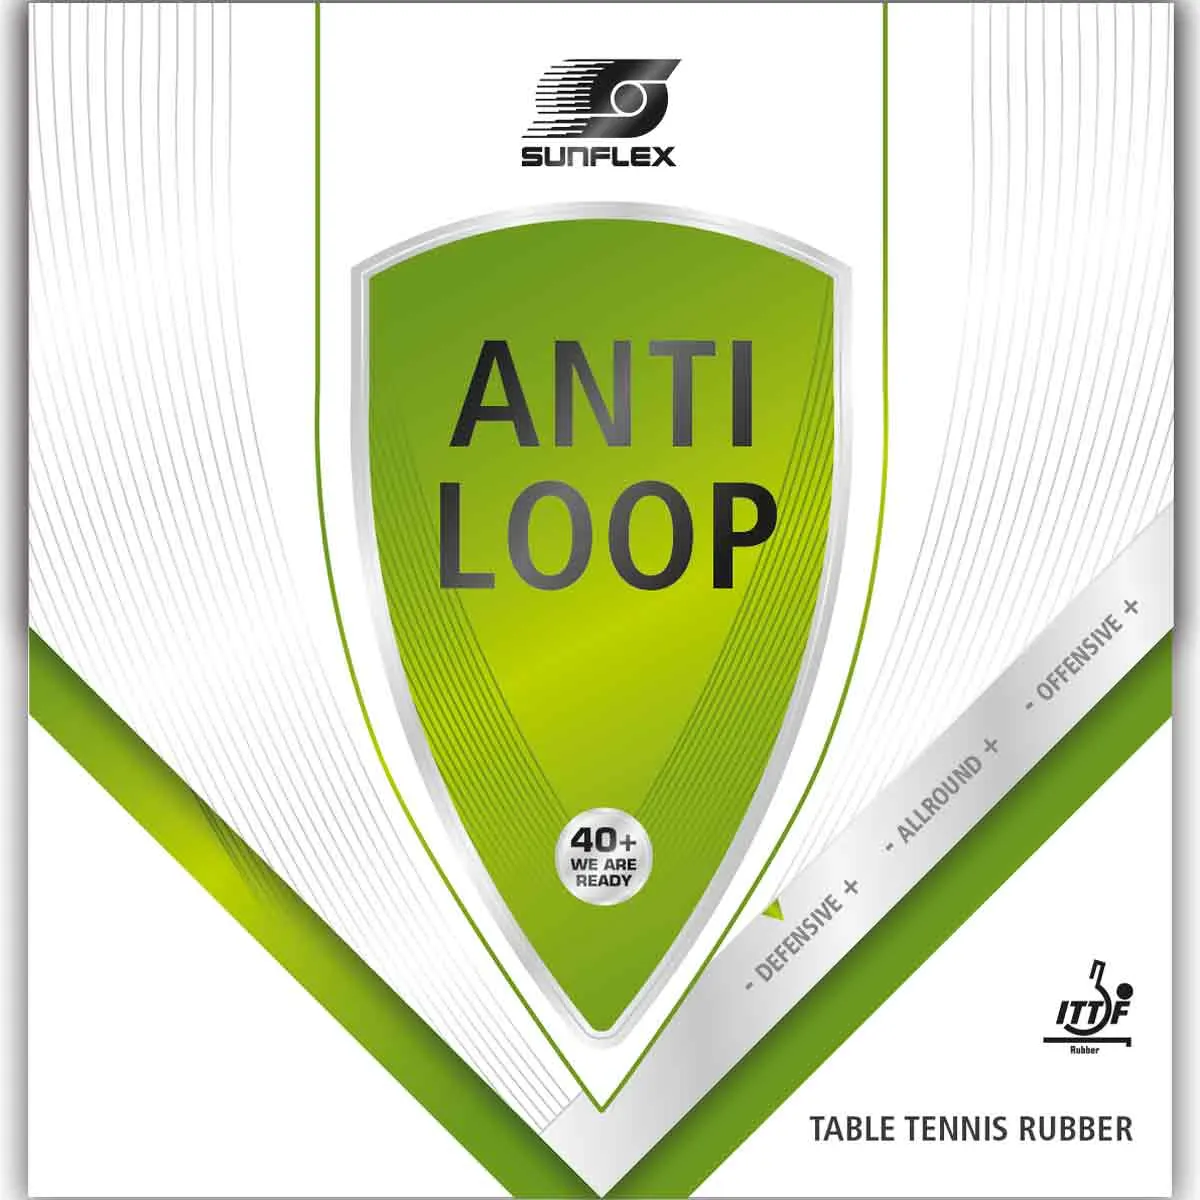 SUNFLEX
ANTI
LOOP
40+
WE ARE
READY
- DEFENSIVE +
- ALLROUND +
- OFFENSIVE +
ITTF
Rubber
TABLE TENNIS RUBBER